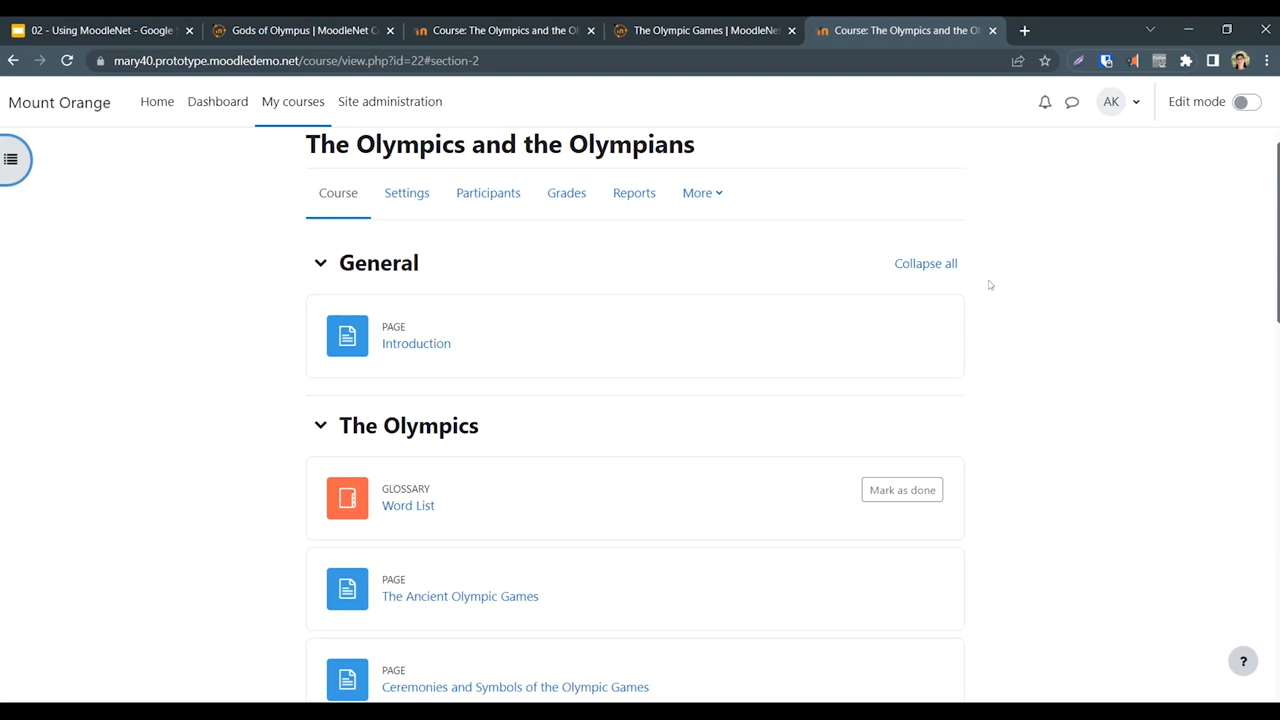 02 - Using MoodleNet - Google
Gods of Olympus | MoodleNet C
Course: The Olympics and the Ol
The Olympic Games | MoodleNet
Course: The Olympics and the O
mary40.prototype.moodledemo.net/course/view.php?id=22#section-2
Mount Orange
Home
Dashboard
My courses
Site administration
AK
Edit mode
The Olympics and the Olympians
Course
Settings
Participants
Grades
Reports
More
General
Collapse all
PAGE
Introduction
The Olympics
GLOSSARY
Word List
Mark as done
PAGE
The Ancient Olympic Games
PAGE
Ceremonies and Symbols of the Olympic Games
?